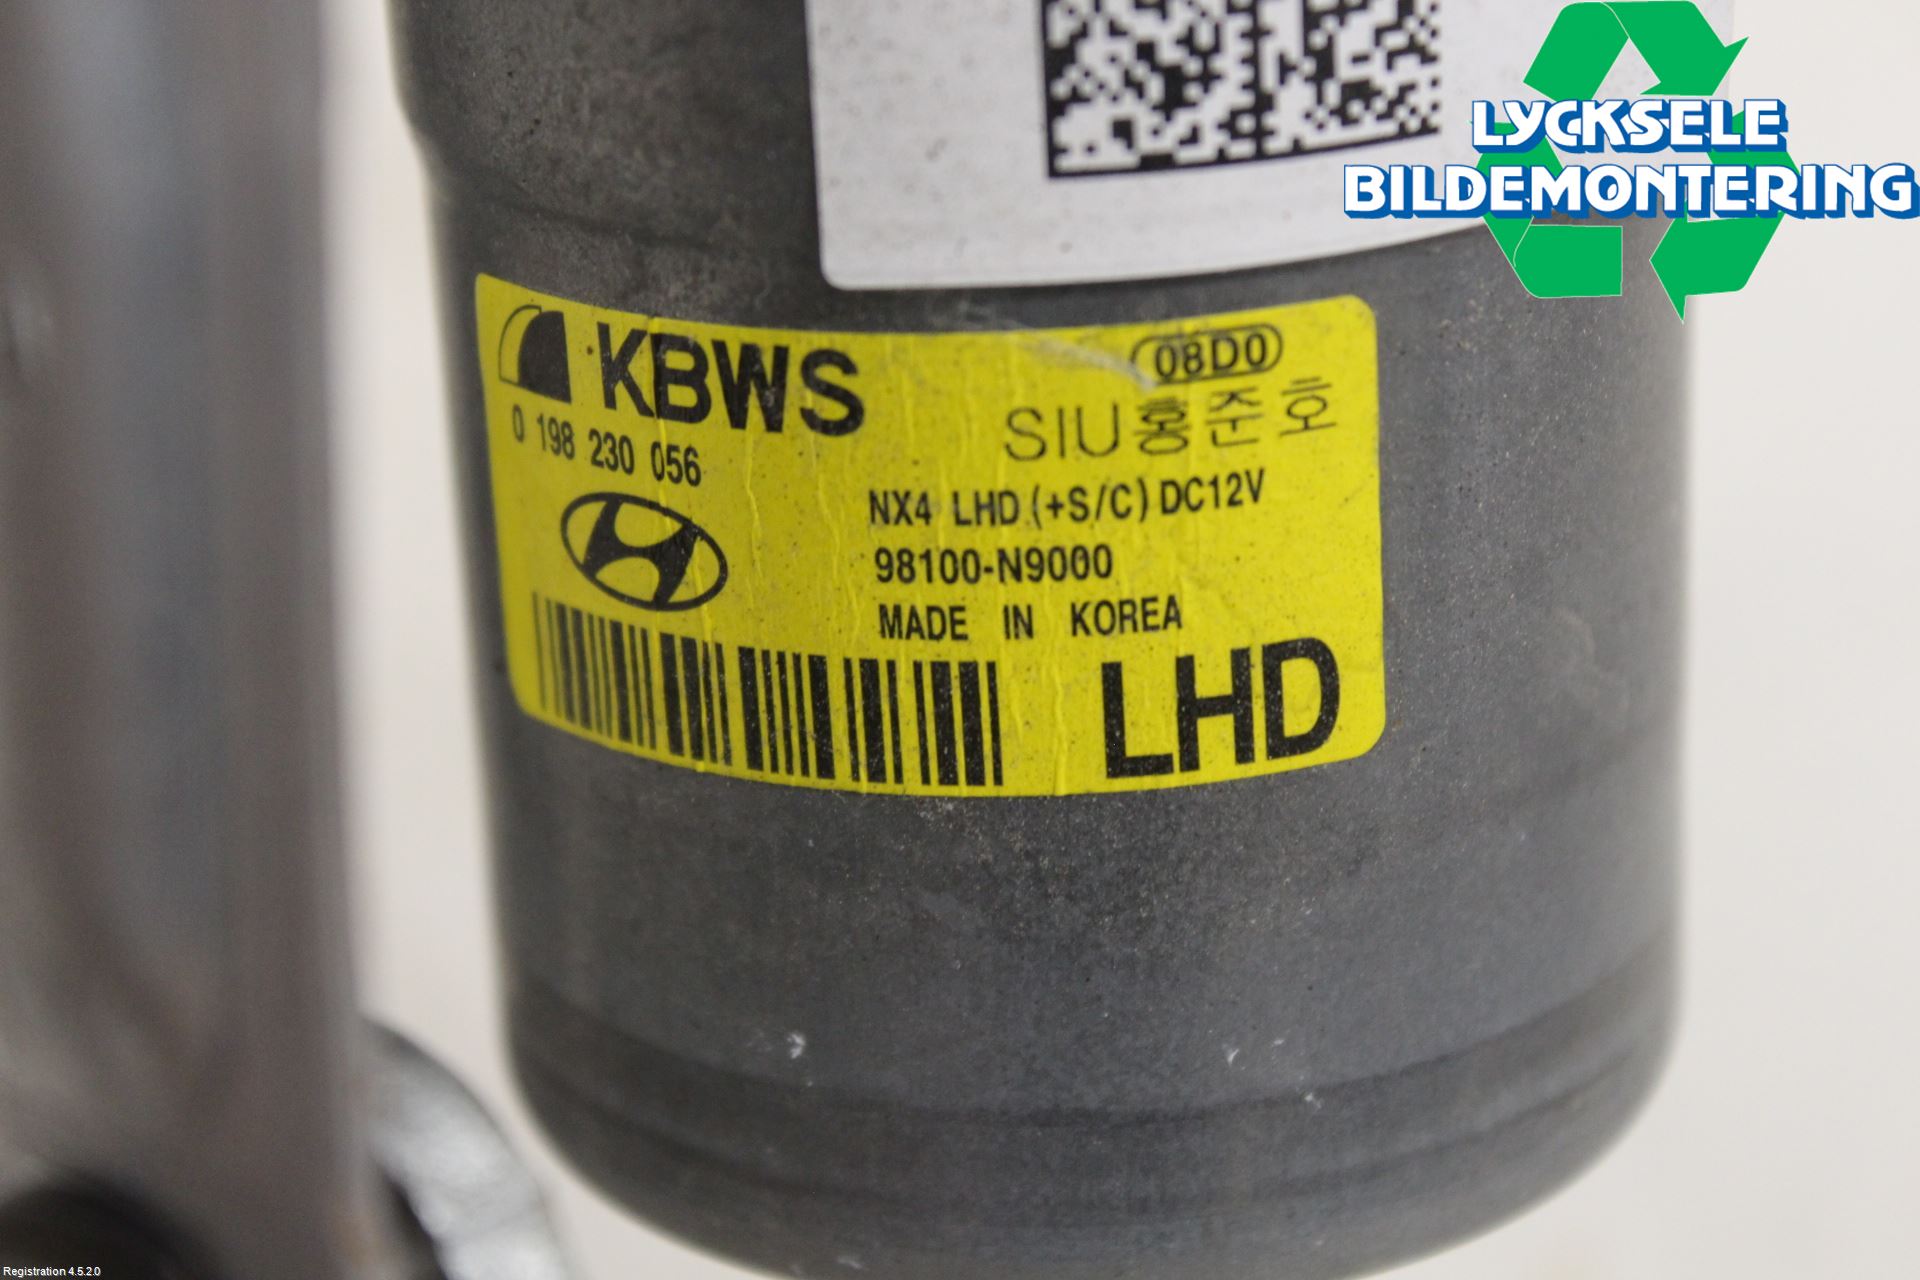 LYCKSELE
BILDEMONTERING
KBWS
08D0
0 198 230 056
SIU홍준호
NX4 LHD (+S/C) DC12V
98100-N9000
MADE IN KOREA
LHD
Registration 4.5.2.0